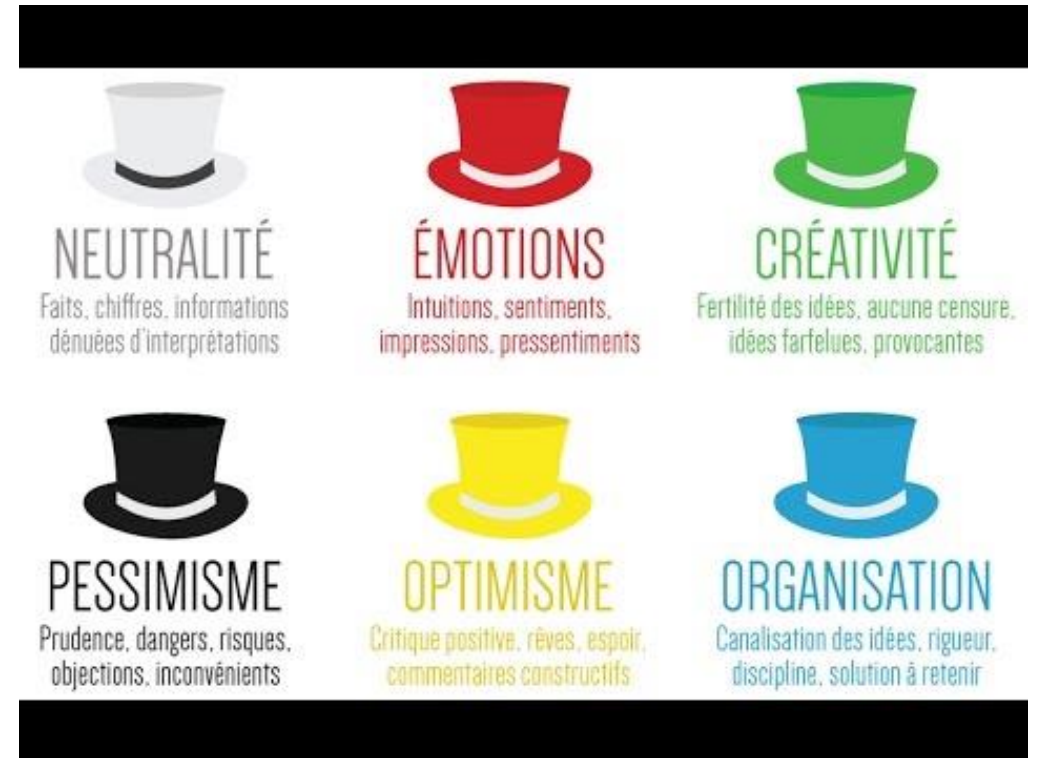 NEUTRALITÉ
Faits, chiffres, informations
dénuées d'interprétations
ÉMOTIONS
Intuitions, sentiments,
impressions, pressentiments
CRÉATIVITÉ
Fertilité des idées, aucune censure,
idées farfelues, provocantes
PESSIMISME
Prudence, dangers, risques,
objections, inconvénients
OPTIMISME
Critique positive, rêves, espoir,
commentaires constructifs
ORGANISATION
Canalisation des idées, rigueur,
discipline, solution à retenir